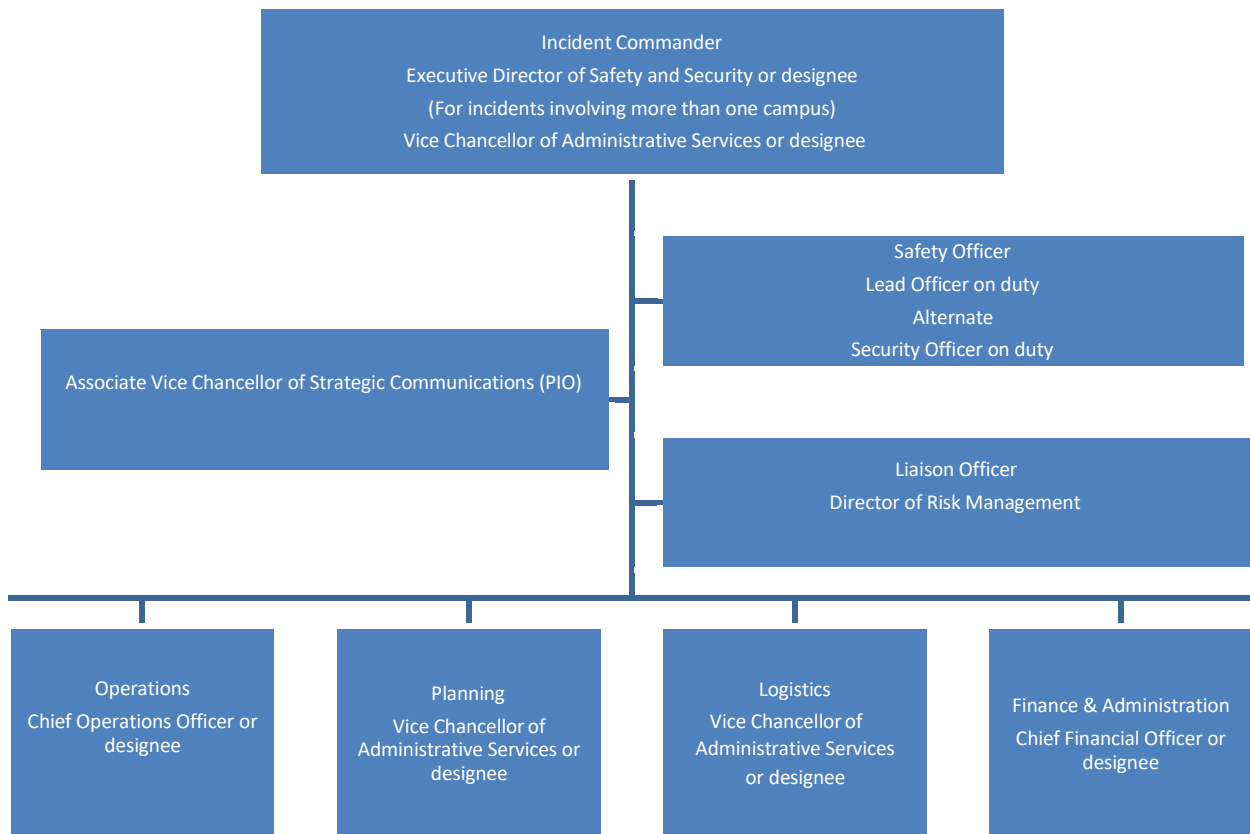 Incident Commander
Executive Director of Safety and Security or designee
(For incidents involving more than one campus)
Vice Chancellor of Administrative Services or designee
Safety Officer
Lead Officer on duty
Alternate
Security Officer on duty
Associate Vice Chancellor of Strategic Communications (PIO)
Liaison Officer
Director of Risk Management
Operations
Chief Operations Officer or
designee
Planning
Vice Chancellor of
Administrative Services or
designee
Logistics
Vice Chancellor of
Administrative Services
or designee
Finance & Administration
Chief Financial Officer or
designee